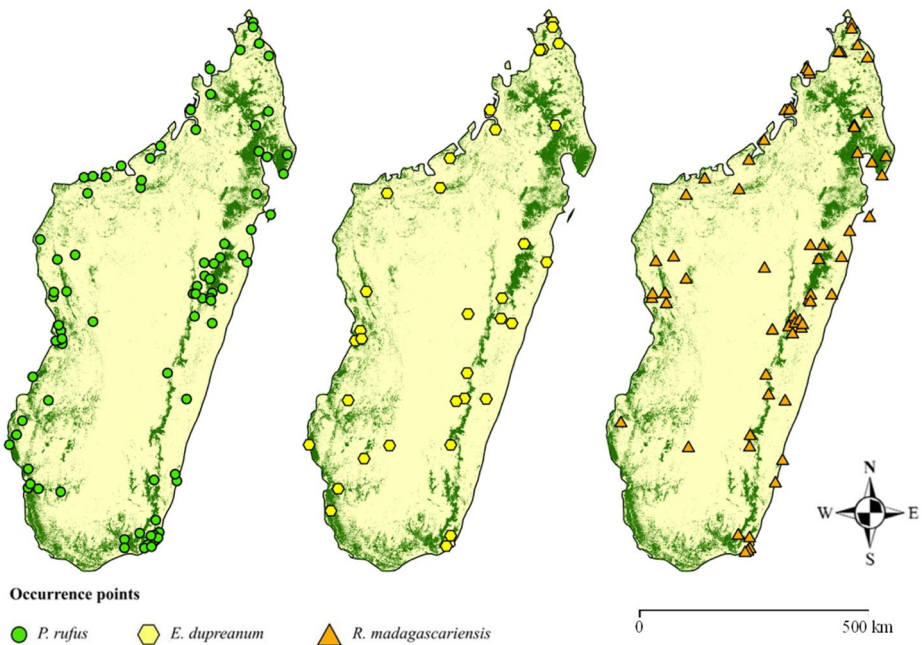 N
W E
S
Occurrence points
P. rufus E. dupreanum R. madagascariensis
0 500 km